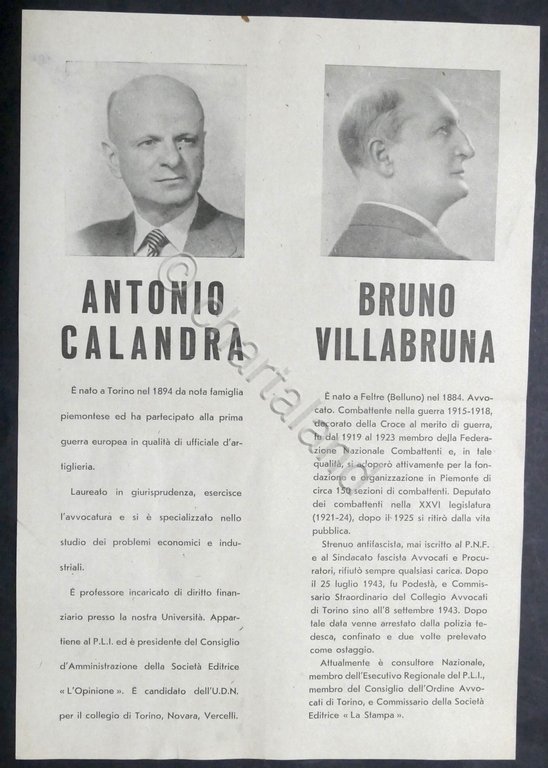 ANTONIO
CALANDRA
È nato a Torino nel 1894 da nota famiglia
piemontese ed ha partecipato alla prima
guerra europea in qualità di ufficiale d'ar-
tiglieria.
Laureato in giurisprudenza, esercisce
l'avvocatura e si è specializzato nello
studio dei problemi economici e indu-
striali.
È professore incaricato di diritto finan-
ziario presso la nostra Università. Appar-
tiene al P.L.I. ed è presidente del Consiglio
d'Amministrazione della Società Editrice
« L'Opinione ». È candidato dell'U.D.N.
per il collegio di Torino, Novara, Vercelli.
BRUNO
VILLABRUNA
È nato a Feltre (Belluno) nel 1884. Avvo-
cato. Combattente nella guerra 1915-1918,
decorato della Croce al merito di guerra,
fu dal 1919 al 1923 membro della Federa-
zione Nazionale Combattenti e, in tale
qualità, si adoperò attivamente per la fon-
dazione e organizzazione in Piemonte di
circa 150 sezioni di combattenti. Deputato
dei combattenti nella XXVI legislatura
(1921-24), dopo il 1925 si ritirò dalla vita
pubblica.
Strenuo antifascista, mai iscritto al P.N.F.
e al Sindacato fascista Avvocati e Procu-
ratori, rifiutò sempre qualsiasi carica. Dopo
il 25 luglio 1943, fu Podestà, e Commis-
sario Straordinario del Collegio Avvocati
di Torino sino all'8 settembre 1943. Dopo
tale data venne arrestato dalla polizia te-
desca, confinato e due volte prelevato
come ostaggio.
Attualmente è consultore Nazionale,
membro dell'Esecutivo Regionale del P.L.I.,
membro del Consiglio dell'Ordine Avvo-
cati di Torino, e Commissario della Società
Editrice « La Stampa ».
© chartaland